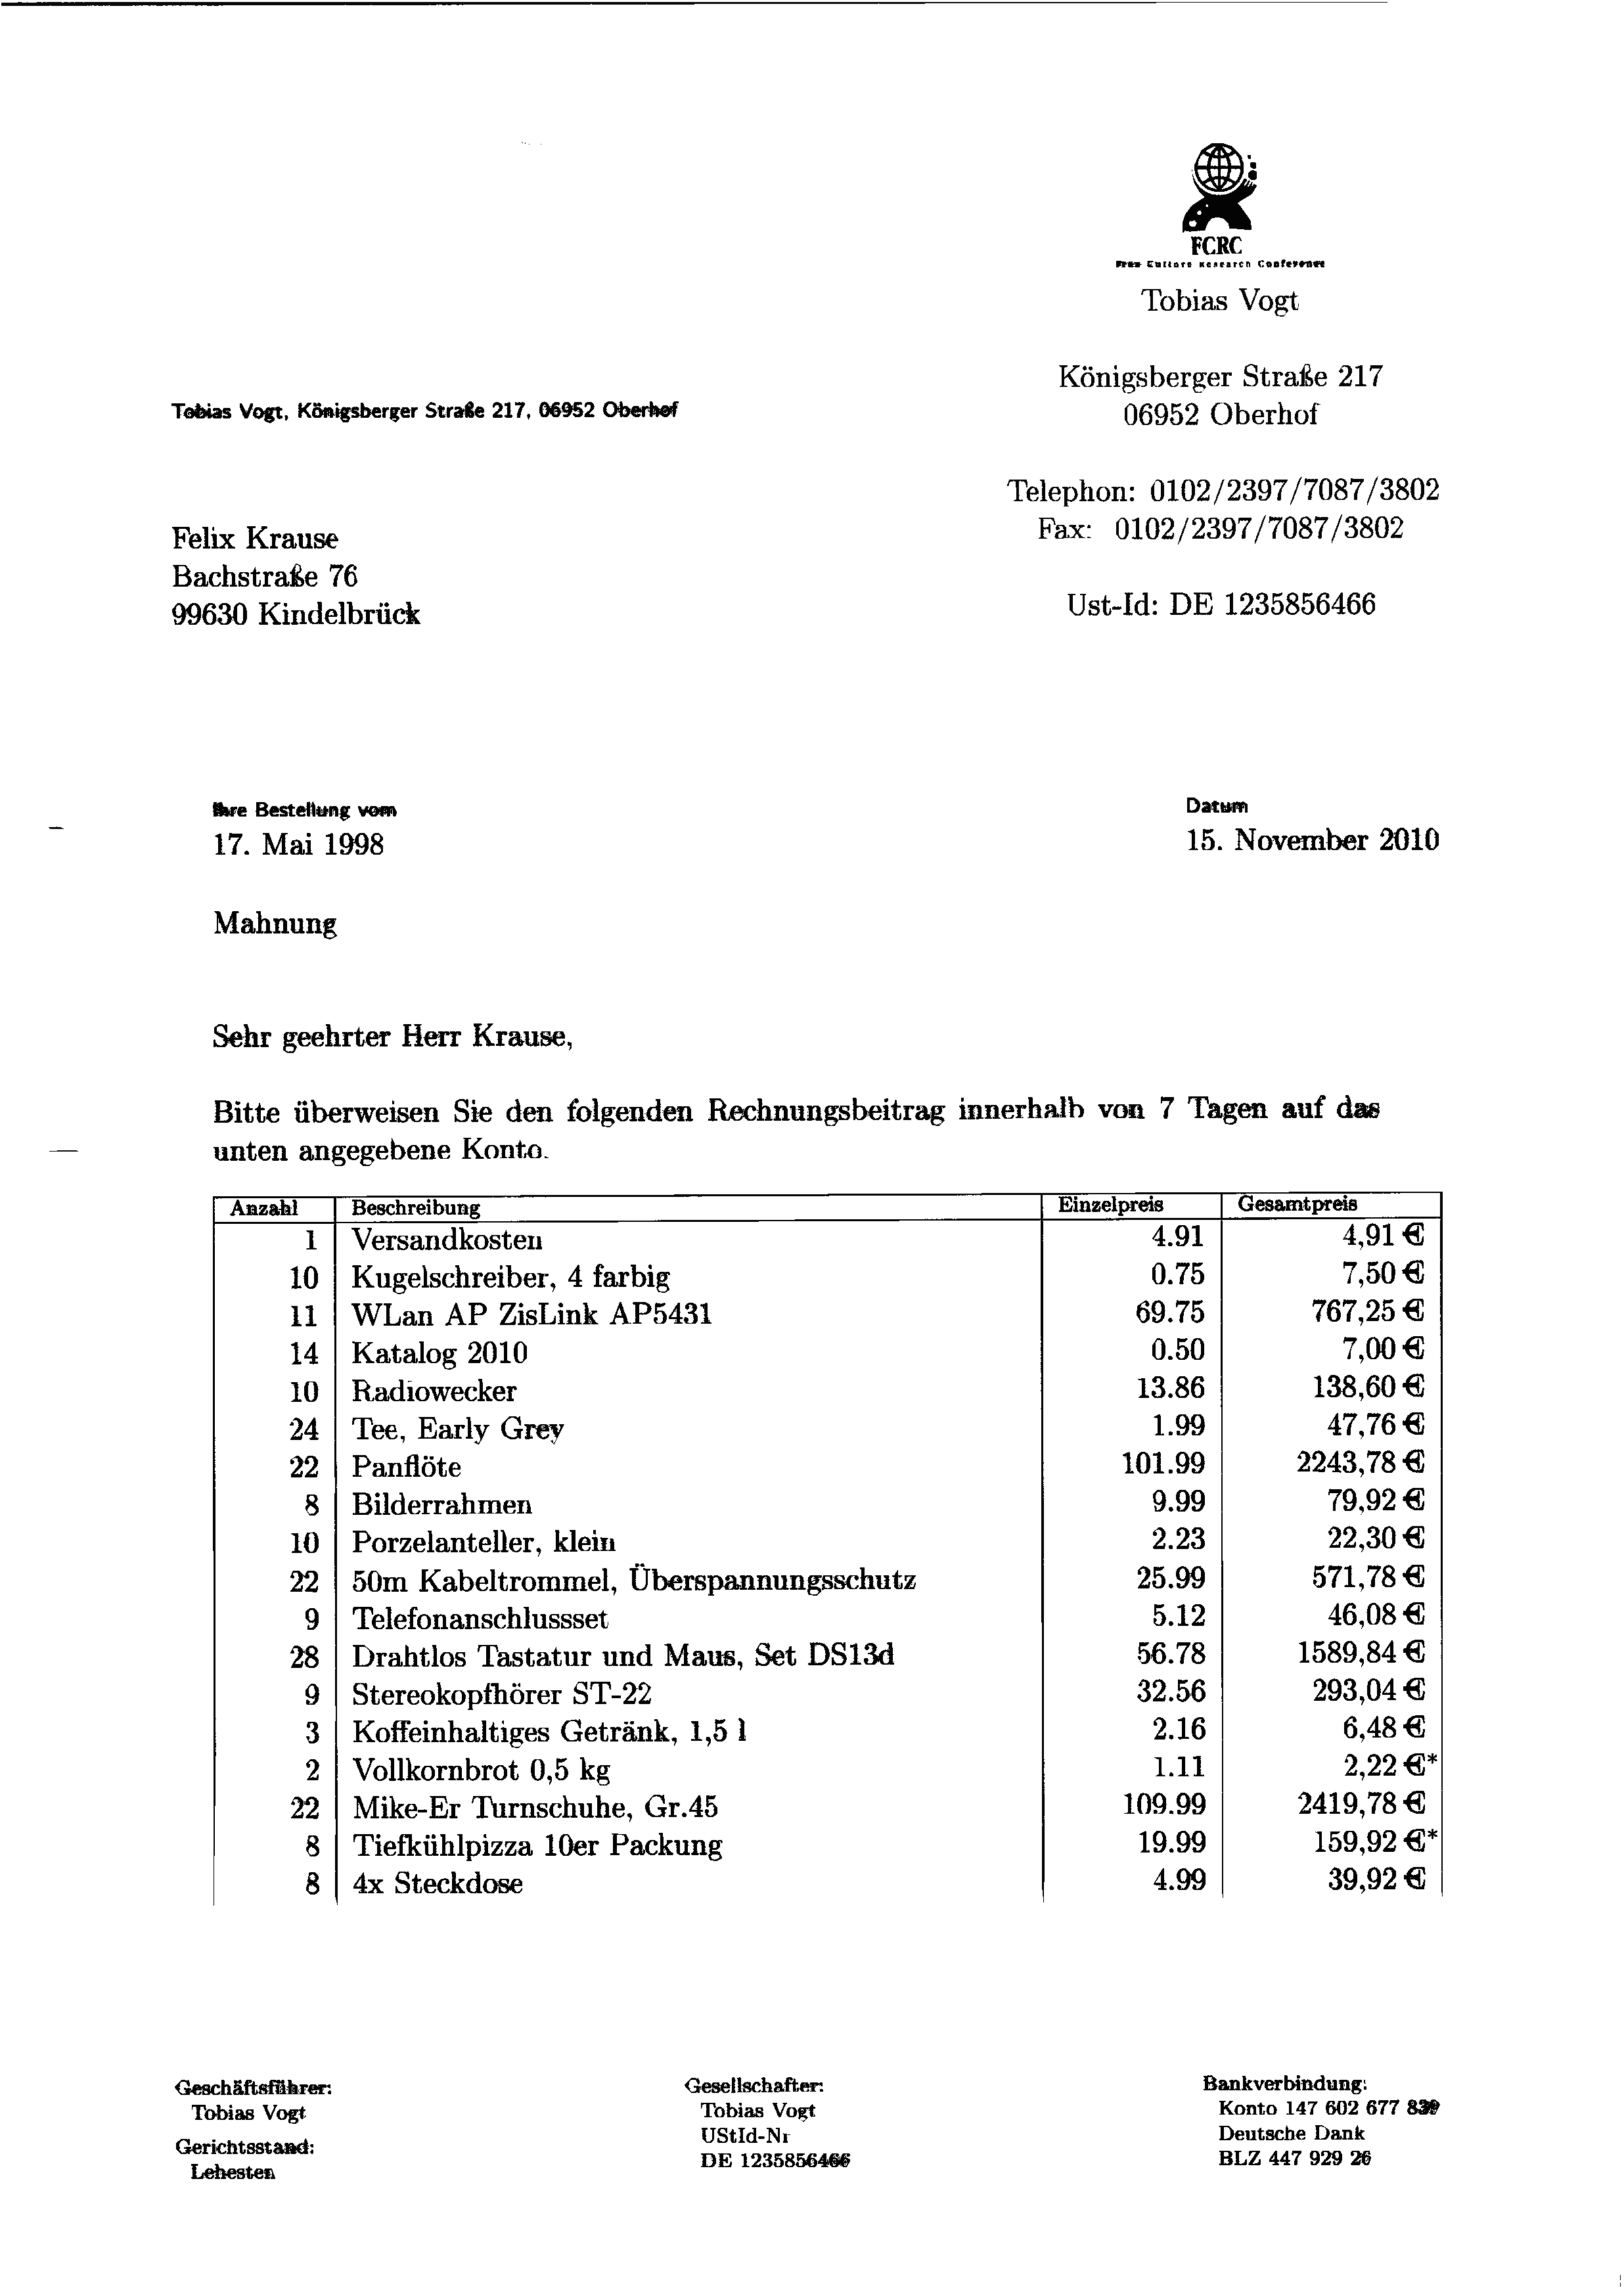 FCRC
Free Culture Research Conference
Tobias Vogt
Königsberger Straße 217
06952 Oberhof
Tobias Vogt, Königsberger Straße 217, 06952 Oberhof
Telephon: 0102/2397/7087/3802
Fax: 0102/2397/7087/3802
Ust-Id: DE 1235856466
Felix Krause
Bachstraße 76
99630 Kindelbrück
Ihre Bestellung vom
17. Mai 1998
Datum
15. November 2010
Mahnung
Sehr geehrter Herr Krause,
Bitte überweisen Sie den folgenden Rechnungsbeitrag innerhalb von 7 Tagen auf das
unten angegebene Konto.
Anzahl Beschreibung Einzelpreis Gesamtpreis
1 Versandkosten 4.91 4,91 €
10 Kugelschreiber, 4 farbig 0.75 7,50 €
11 WLan AP ZisLink AP5431 69.75 767,25 €
14 Katalog 2010 0.50 7,00 €
10 Radiowecker 13.86 138,60 €
24 Tee, Early Grey 1.99 47,76 €
22 Panflöte 101.99 2243,78 €
8 Bilderrahmen 9.99 79,92 €
10 Porzelanteller, klein 2.23 22,30 €
22 50m Kabeltrommel, Überspannungsschutz 25.99 571,78 €
9 Telefonanschlussset 5.12 46,08 €
28 Drahtlos Tastatur und Maus, Set DS13d 56.78 1589,84 €
9 Stereokopfhörer ST-22 32.56 293,04 €
3 Koffeinhaltiges Getränk, 1,5 l 2.16 6,48 €
2 Vollkornbrot 0,5 kg 1.11 2,22 €*
22 Mike-Er Turnschuhe, Gr.45 109.99 2419,78 €
8 Tiefkühlpizza 10er Packung 19.99 159,92 €*
8 4x Steckdose 4.99 39,92 €
Geschäftsführer:
Tobias Vogt
Gerichtsstand:
Lehesten
Gesellschafter:
Tobias Vogt
UStId-Nr
DE 1235856466
Bankverbindung:
Konto 147 602 677 839
Deutsche Dank
BLZ 447 929 26